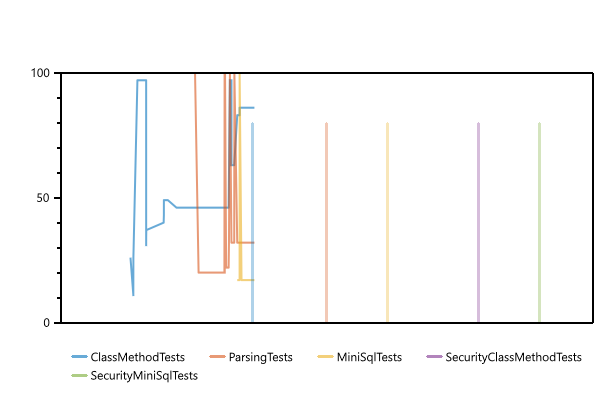 100
50
0
ClassMethodTests ParsingTests MiniSqlTests SecurityClassMethodTests
SecurityMiniSqlTests